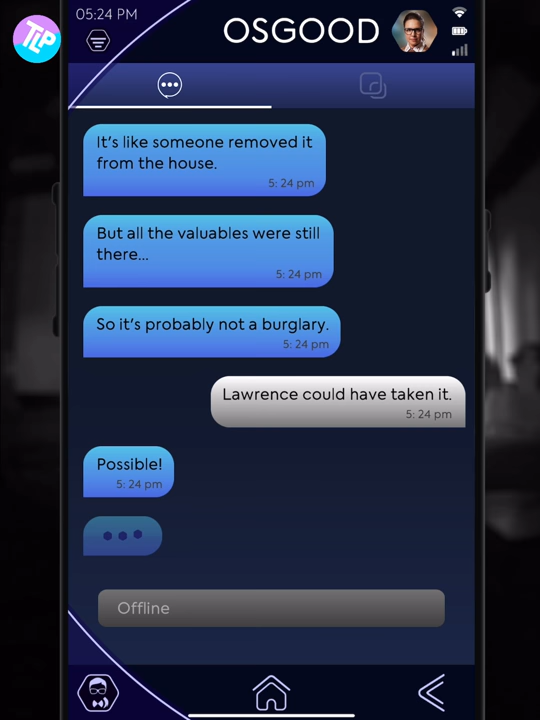 05:24 PM
OSGOOD
TLP
It's like someone removed it
from the house.
5: 24 pm
But all the valuables were still
there...
5: 24 pm
So it's probably not a burglary.
5: 24 pm
Lawrence could have taken it.
5: 24 pm
Possible!
5: 24 pm
Offline